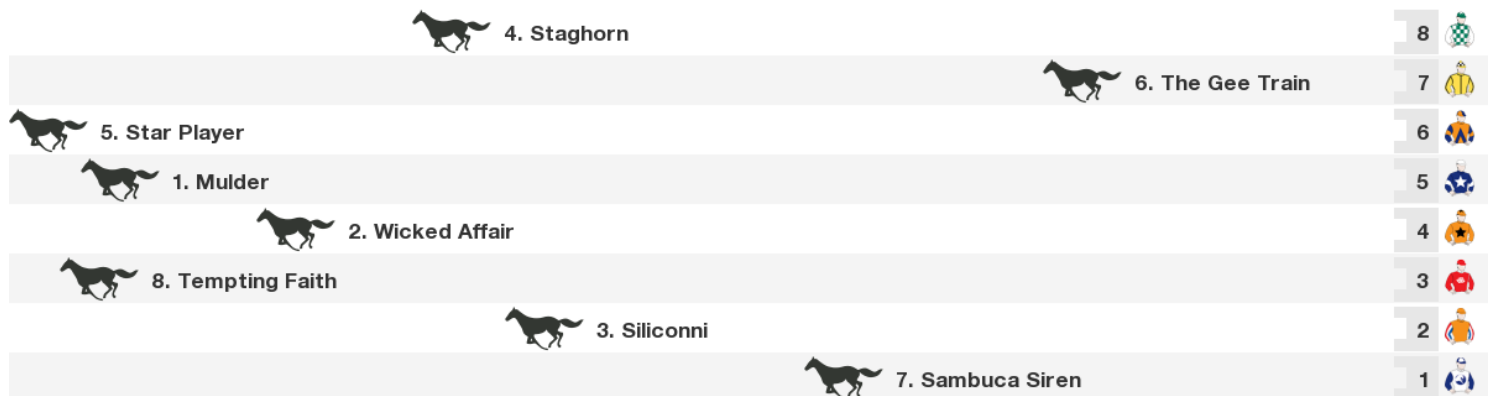 4. Staghorn 8
6. The Gee Train 7
5. Star Player 6
1. Mulder 5
2. Wicked Affair 4
8. Tempting Faith 3
3. Siliconni 2
7. Sambuca Siren 1